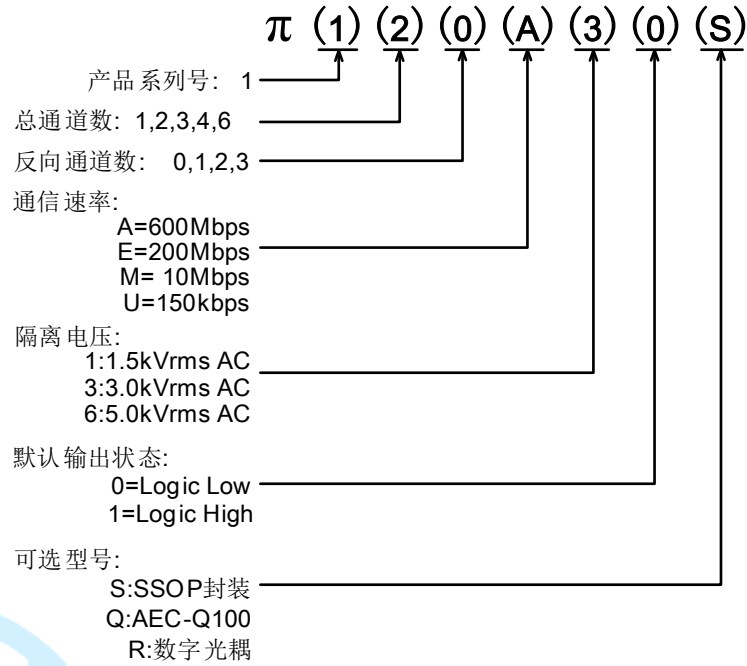 π (1) (2) (0) (A) (3) (0) (S)
产品系列号: 1
总通道数: 1,2,3,4,6
反向通道数: 0,1,2,3
通信速率:
A=600Mbps
E=200Mbps
M= 10Mbps
U=150kbps
隔离电压:
1:1.5kVrms AC
3:3.0kVrms AC
6:5.0kVrms AC
默认输出状态:
0=Logic Low
1=Logic High
可选型号:
S:SSOP封装
Q:AEC-Q100
R:数字光耦